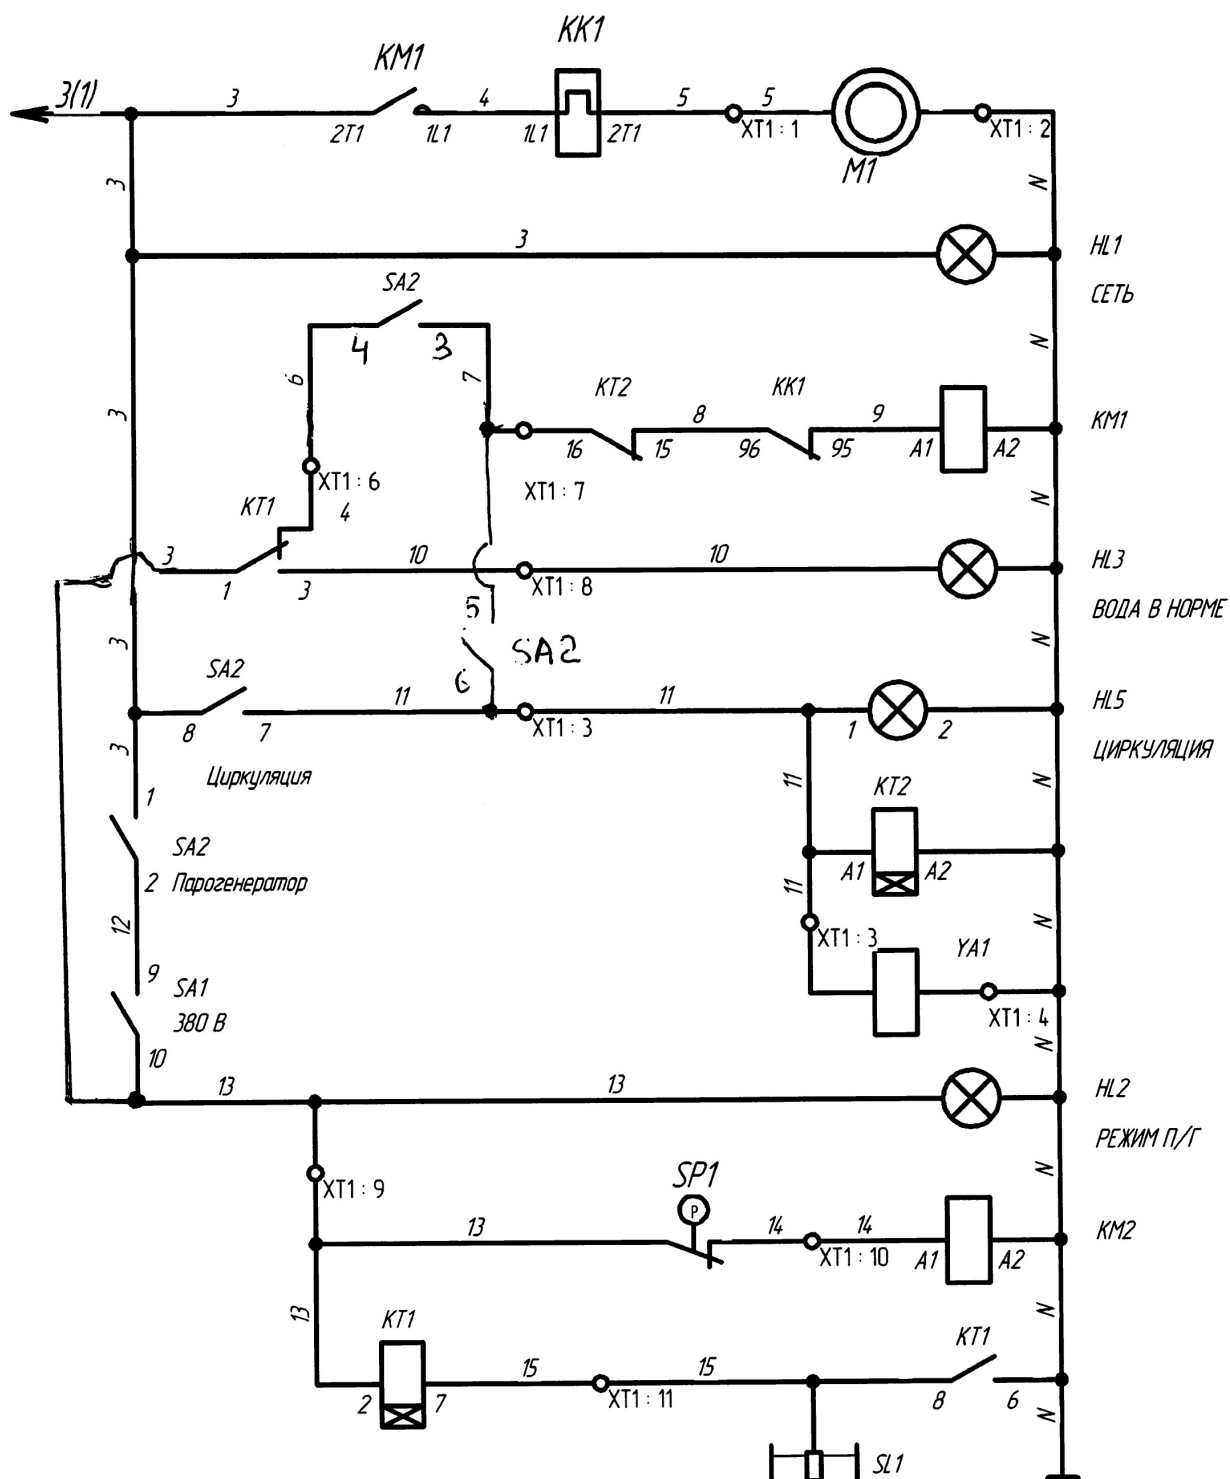 KK1
KM1
3(1) 3 4 5 5
2T1 1L1 1L1 2T1 XT1 : 1 XT1 : 2
M1
3 N
3 HL1
SA2 СЕТЬ
4 3 N
6 7 KT2 KK1
3 8 9 KM1
16 15 96 95 A1 A2
XT1 : 6 XT1 : 7
KT1 4 N
3 10 10 HL3
1 3 XT1 : 8
5 ВОДА В НОРМЕ
3 SA2 N
SA2 6
11 11 HL5
8 7 XT1 : 3 1 2
3 ЦИРКУЛЯЦИЯ
Циркуляция 11 KT2 N
1
SA2
2 Парогенератор A1 A2
11
12 N
XT1 : 3 YA1
9 SA1
380 В XT1 : 4
10 N
13 13 HL2
РЕЖИМ П/Г
SP1 N
XT1 : 9
P
13 14 14 KM2
XT1 : 10 A1 A2
13 KT1 KT1 N
15 15
2 7 XT1 : 11 8 6
N
SL1